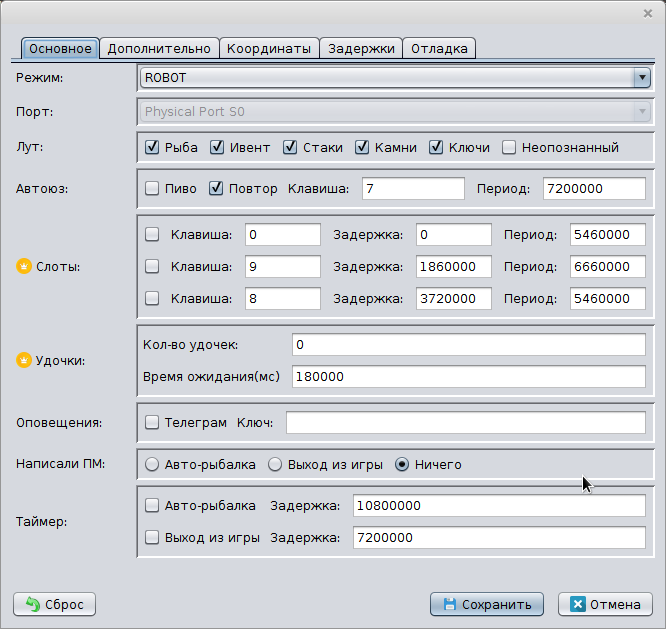 Основное Дополнительно Координаты Задержки Отладка
Режим: ROBOT
Порт: Physical Port S0
Лут: Рыба Ивент Стаки Камни Ключи Неопознанный
Автоюз: Пиво Повтор Клавиша: 7 Период: 7200000
Слоты:
Клавиша: 0 Задержка: 0 Период: 5460000
Клавиша: 9 Задержка: 1860000 Период: 6660000
Клавиша: 8 Задержка: 3720000 Период: 5460000
Удочки:
Кол-во удочек: 0
Время ожидания(мс) 180000
Оповещения: Телеграм Ключ:
Написали ПМ: Авто-рыбалка Выход из игры Ничего
Таймер:
Авто-рыбалка Задержка: 10800000
Выход из игры Задержка: 7200000
Сброс Сохранить Отмена